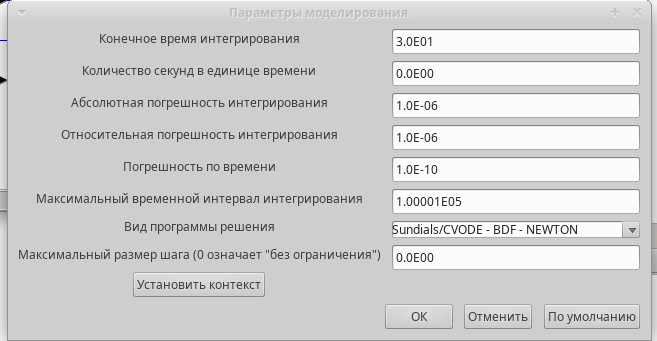 Параметры моделирования
Конечное время интегрирования 3.0E01
Количество секунд в единице времени 0.0E00
Абсолютная погрешность интегрирования 1.0E-06
Относительная погрешность интегрирования 1.0E-06
Погрешность по времени 1.0E-10
Максимальный временной интервал интегрирования 1.00001E05
Вид программы решения Sundials/CVODE - BDF - NEWTON
Максимальный размер шага (0 означает "без ограничения") 0.0E00
Установить контекст
ОК Отменить По умолчанию